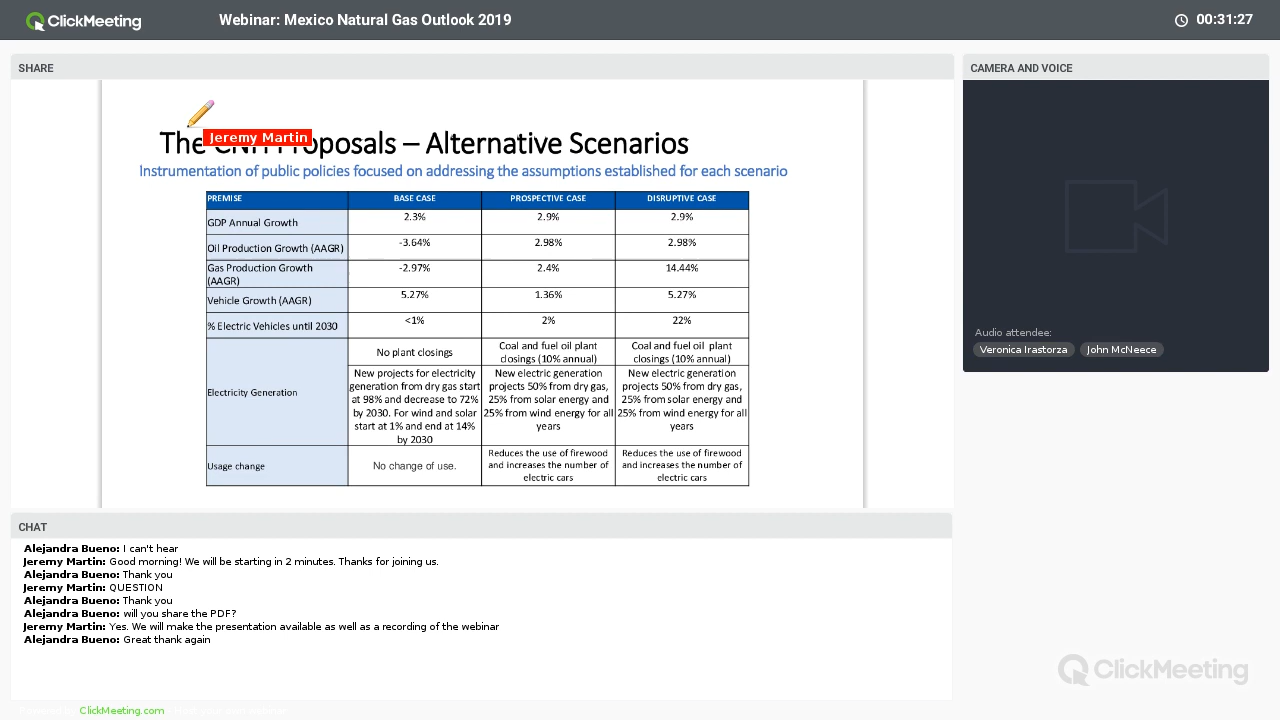 ClickMeeting
Webinar: Mexico Natural Gas Outlook 2019
00:31:27
SHARE
CAMERA AND VOICE
Jeremy Martin
The Proposals – Alternative Scenarios
Instrumentation of public policies focused on addressing the assumptions established for each scenario
PREMISE BASE CASE PROSPECTIVE CASE DISRUPTIVE CASE
GDP Annual Growth 2.3% 2.9% 2.9%
Oil Production Growth (AAGR) -3.64% 2.98% 2.98%
Gas Production Growth
(AAGR) -2.97% 2.4% 14.44%
Vehicle Growth (AAGR) 5.27% 1.36% 5.27%
% Electric Vehicles until 2030 <1% 2% 22%
Electricity Generation
No plant closings
Coal and fuel oil plant
closings (10% annual)
Coal and fuel oil plant
closings (10% annual)
New projects for electricity
generation from dry gas start
at 98% and decrease to 72%
by 2030. For wind and solar
start at 1% and end at 14%
by 2030
New electric generation
projects 50% from dry gas,
25% from solar energy and
25% from wind energy for all
years
New electric generation
projects 50% from dry gas,
25% from solar energy and
25% from wind energy for all
years
Usage change
No change of use.
Reduces the use of firewood
and increases the number of
electric cars
Reduces the use of firewood
and increases the number of
electric cars
Audio attendee:
Veronica Irastorza John McNeece
CHAT
Alejandra Bueno: I can't hear
Jeremy Martin: Good morning! We will be starting in 2 minutes. Thanks for joining us.
Alejandra Bueno: Thank you
Jeremy Martin: QUESTION
Alejandra Bueno: Thank you
Alejandra Bueno: will you share the PDF?
Jeremy Martin: Yes. We will make the presentation available as well as a recording of the webinar
Alejandra Bueno: Great thank again
ClickMeeting
ClickMeeting.com